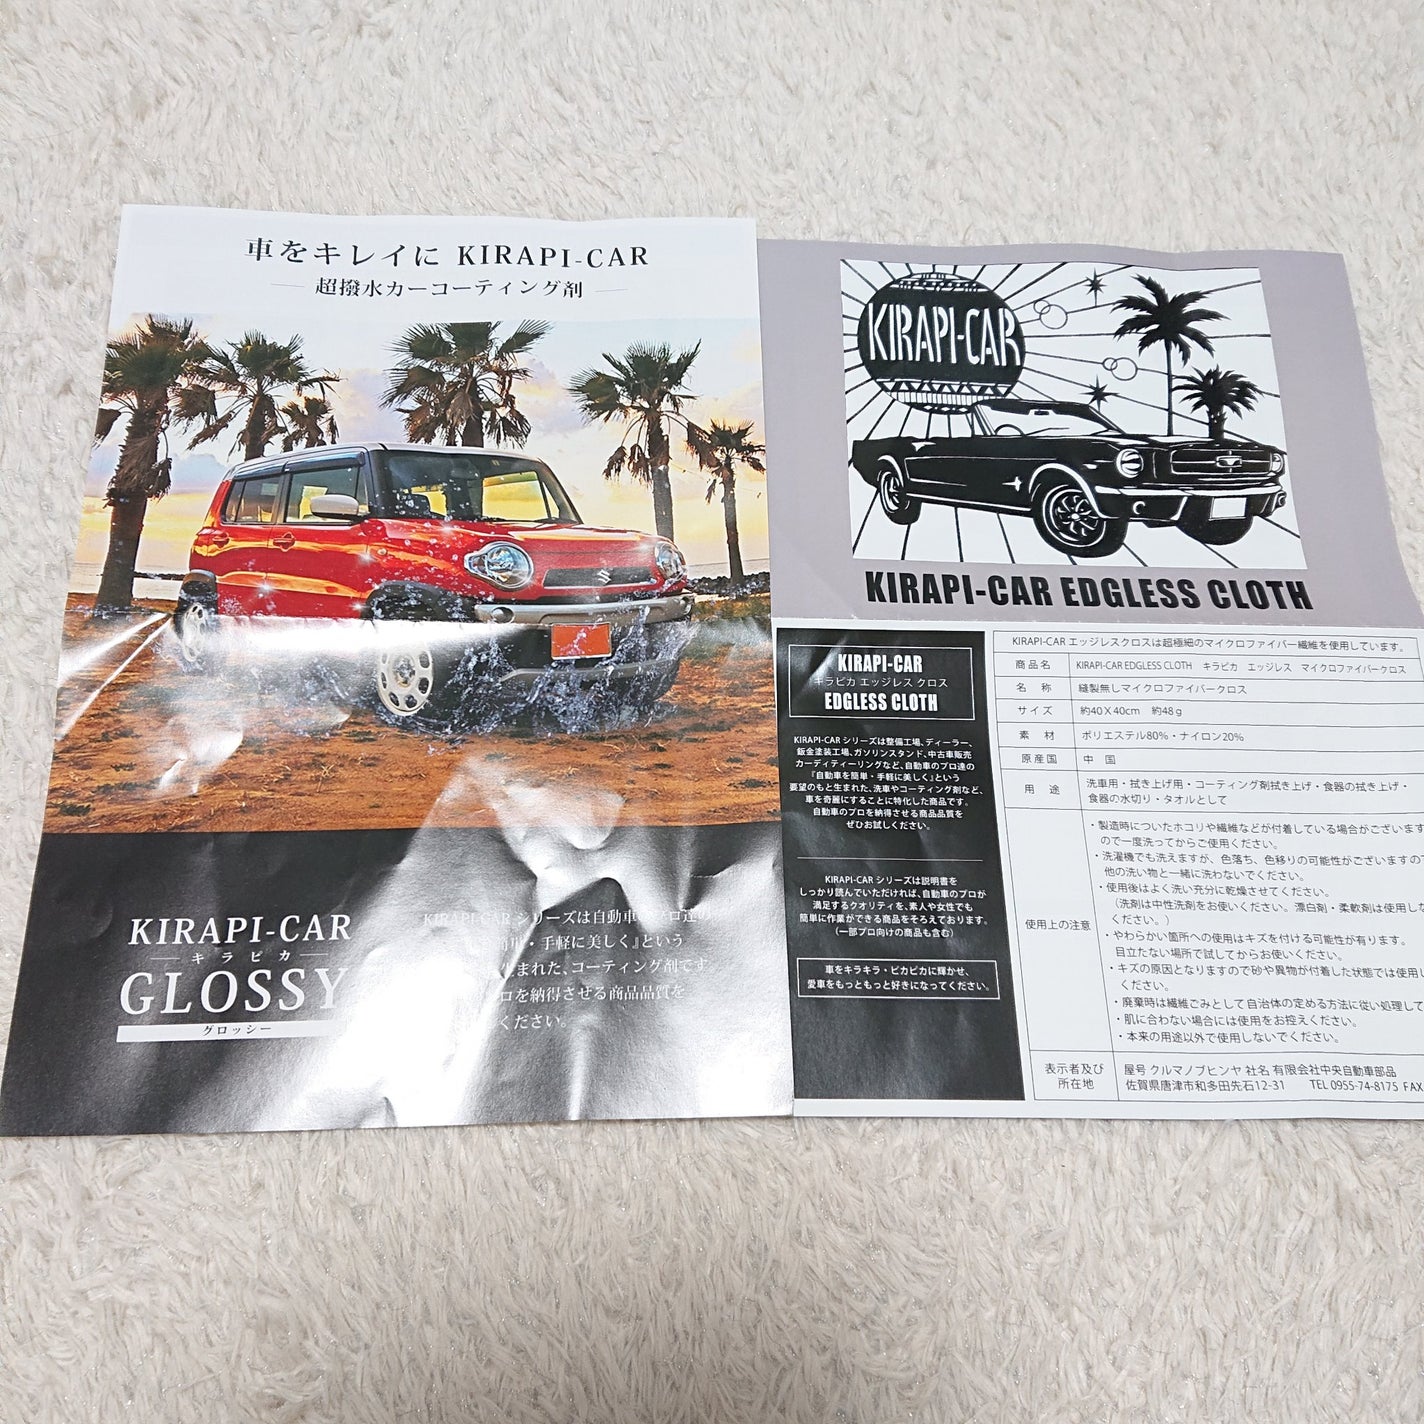 車をキレイに KIRAPI-CAR
超撥水カーコーティング剤
KIRAPI-CAR
キラピカ
GLOSSY
グロッシー
KIRAPI-CAR シリーズは自動車のプロ達の
・手軽に美しく』という
生まれた、コーティング剤です
プロを納得させる商品品質を
ください。
KIRAPI-CAR
KIRAPI-CAR EDGLESS CLOTH
KIRAPI-CAR
キラピカ エッジレス クロス
EDGLESS CLOTH
KIRAPI-CAR シリーズは整備工場、ディーラー、
鈑金塗装工場、ガソリンスタンド、中古車販売
カーディティーリングなど、自動車のプロ達の
『自動車を簡単・手軽に美しく』という
要望のもと生まれた、洗車やコーティング剤など、
車を奇麗にすることに特化した商品です。
自動車のプロを納得させる商品品質を
ぜひお試しください。
KIRAPI-CAR シリーズは説明書を
しっかり読んでいただければ、自動車のプロが
満足するクオリティを、素人や女性でも
簡単に作業ができる商品をそろえております。
（一部プロ向けの商品も含む）
車をキラキラ・ピカピカに輝かせ、
愛車をもっともっと好きになってください。
KIRAPI-CAR エッジレスクロスは超極細のマイクロファイバー繊維を使用しています。
商品名 KIRAPI-CAR EDGLESS CLOTH キラピカ エッジレス マイクロファイバークロス
名 称 縫製無しマイクロファイバークロス
サイズ 約40X40cm 約48g
素 材 ポリエステル80%・ナイロン20%
原産国 中 国
用 途 洗車用・拭き上げ用・コーティング剤拭き上げ・食器の拭き上げ・
食器の水切り・タオルとして
使用上の注意
・製造時についたホコリや繊維などが付着している場合がございます
ので一度洗ってからご使用ください。
・洗濯機でも洗えますが、色落ち、色移りの可能性がございますので
他の洗い物と一緒に洗わないでください。
・使用後はよく洗い充分に乾燥させてください。
（洗剤は中性洗剤をお使いください。漂白剤・柔軟剤は使用しな
ください。）
・やわらかい箇所への使用はキズを付ける可能性が有ります。
目立たない場所で試してからお使いください。
・キズの原因となりますので砂や異物が付着した状態では使用し
ください。
・廃棄時は繊維ごみとして自治体の定める方法に従い処理して
・肌に合わない場合には使用をお控えください。
・本来の用途以外で使用しないでください。
表示者及び
所在地
屋号 クルマノブヒンヤ 社名 有限会社中央自動車部品
佐賀県唐津市和多田先石12-31 TEL 0955-74-8175 FAX